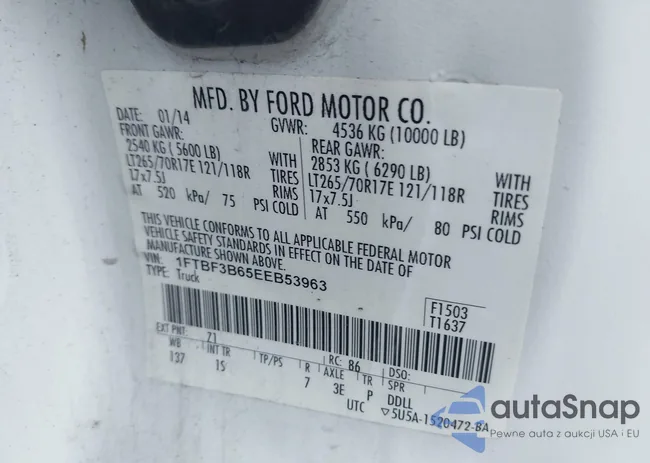 MFD. BY FORD MOTOR CO.
DATE: 01/14 GVWR: 4536 KG (10000 LB)
FRONT GAWR: REAR GAWR:
2540 KG (5600 LB) WITH 2853 KG (6290 LB) WITH
LT265/70R17E 121/118R TIRES LT265/70R17E 121/118R TIRES
17x7.5J RIMS 17x7.5J RIMS
AT 520 kPa/ 75 PSI COLD AT 550 kPa/ 80 PSI COLD
THIS VEHICLE CONFORMS TO ALL APPLICABLE FEDERAL MOTOR
VEHICLE SAFETY STANDARDS IN EFFECT ON THE DATE OF
MANUFACTURE SHOWN ABOVE.
VIN: 1FTBF3B65EEB53963
TYPE: Truck
F1503
T1637
EXT PNT: 71 RC: B6 DSO:
WB INT TR TP/PS R AXLE TR SPR
137 1S 7 3E P DDLL
UTC ▽5U5A-1520472-BA
autoSnap
Pewne auta z aukcji USA i EU